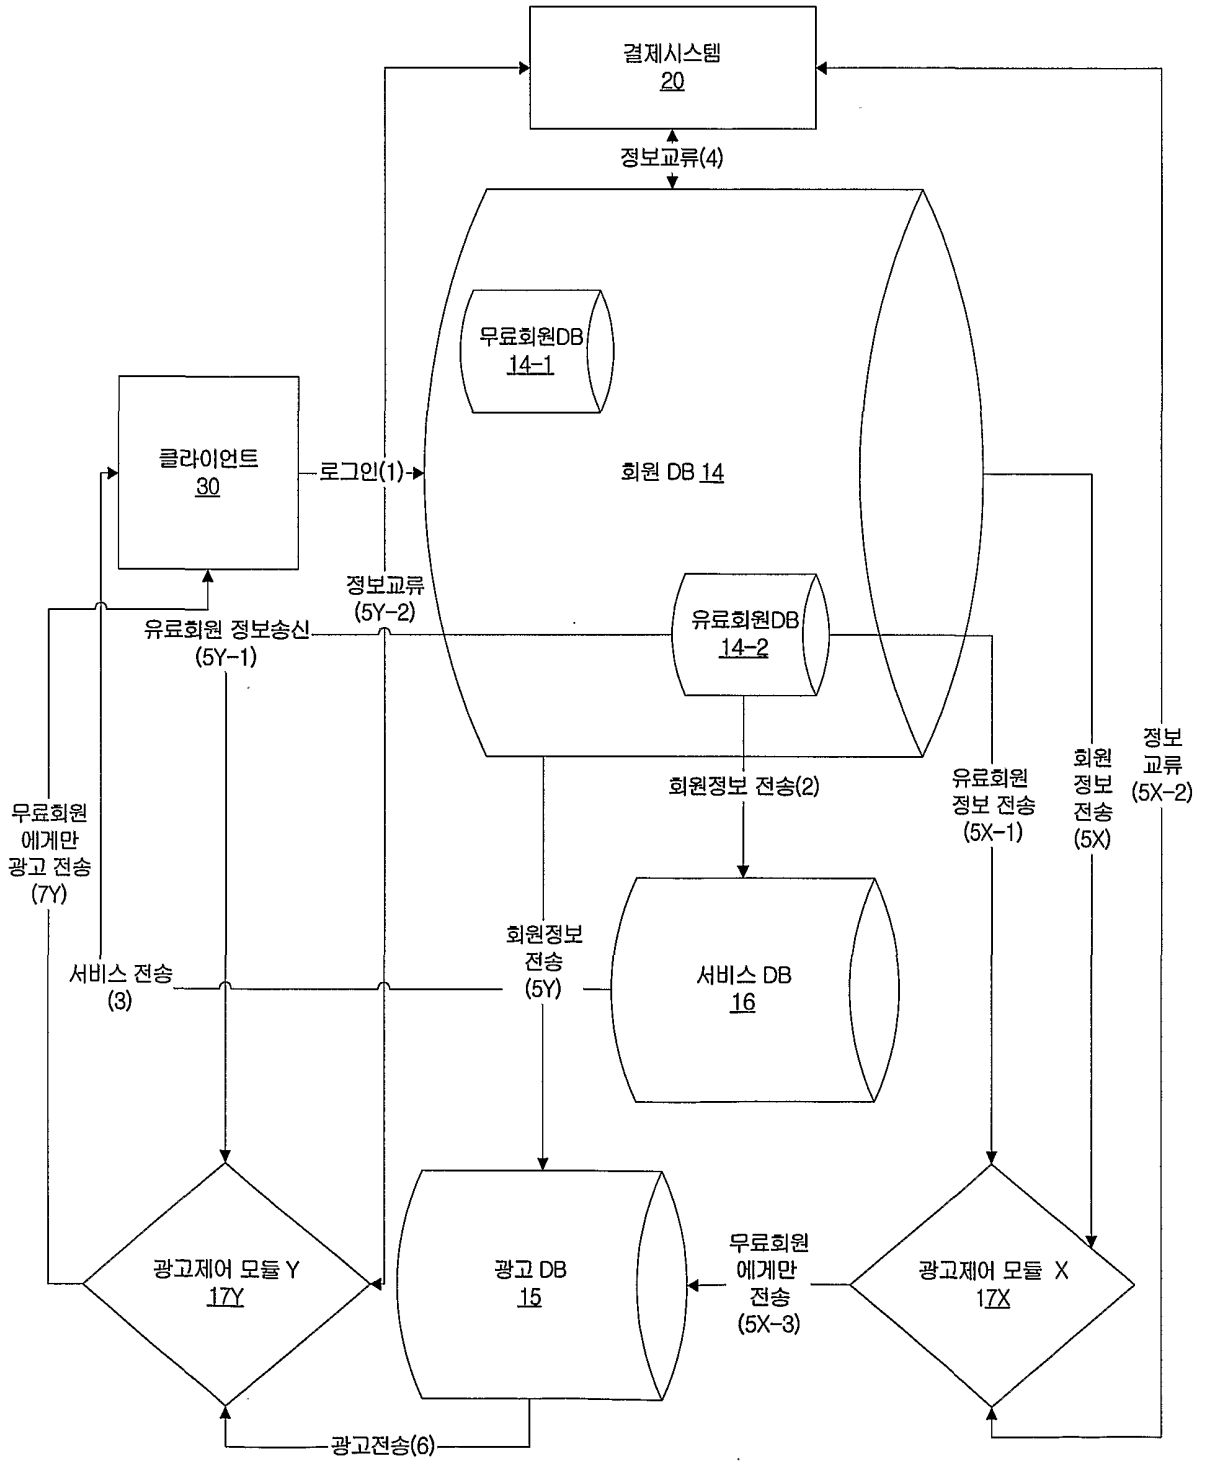 결제시스템
20
정보교류(4)
무료회원DB
14-1
클라이언트
30
로그인(1)
회원 DB 14
정보교류
(5Y-2)
유료회원 정보송신
(5Y-1)
유료회원DB
14-2
회원정보 전송(2)
유료회원
정보 전송
(5X-1)
회원
정보
전송
(5X)
정보
교류
(5X-2)
무료회원
에게만
광고 전송
(7Y)
회원정보
전송
(5Y)
서비스 전송
(3)
서비스 DB
16
광고제어 모듈 Y
17Y
광고 DB
15
무료회원
에게만
전송
(5X-3)
광고제어 모듈 X
17X
광고전송(6)